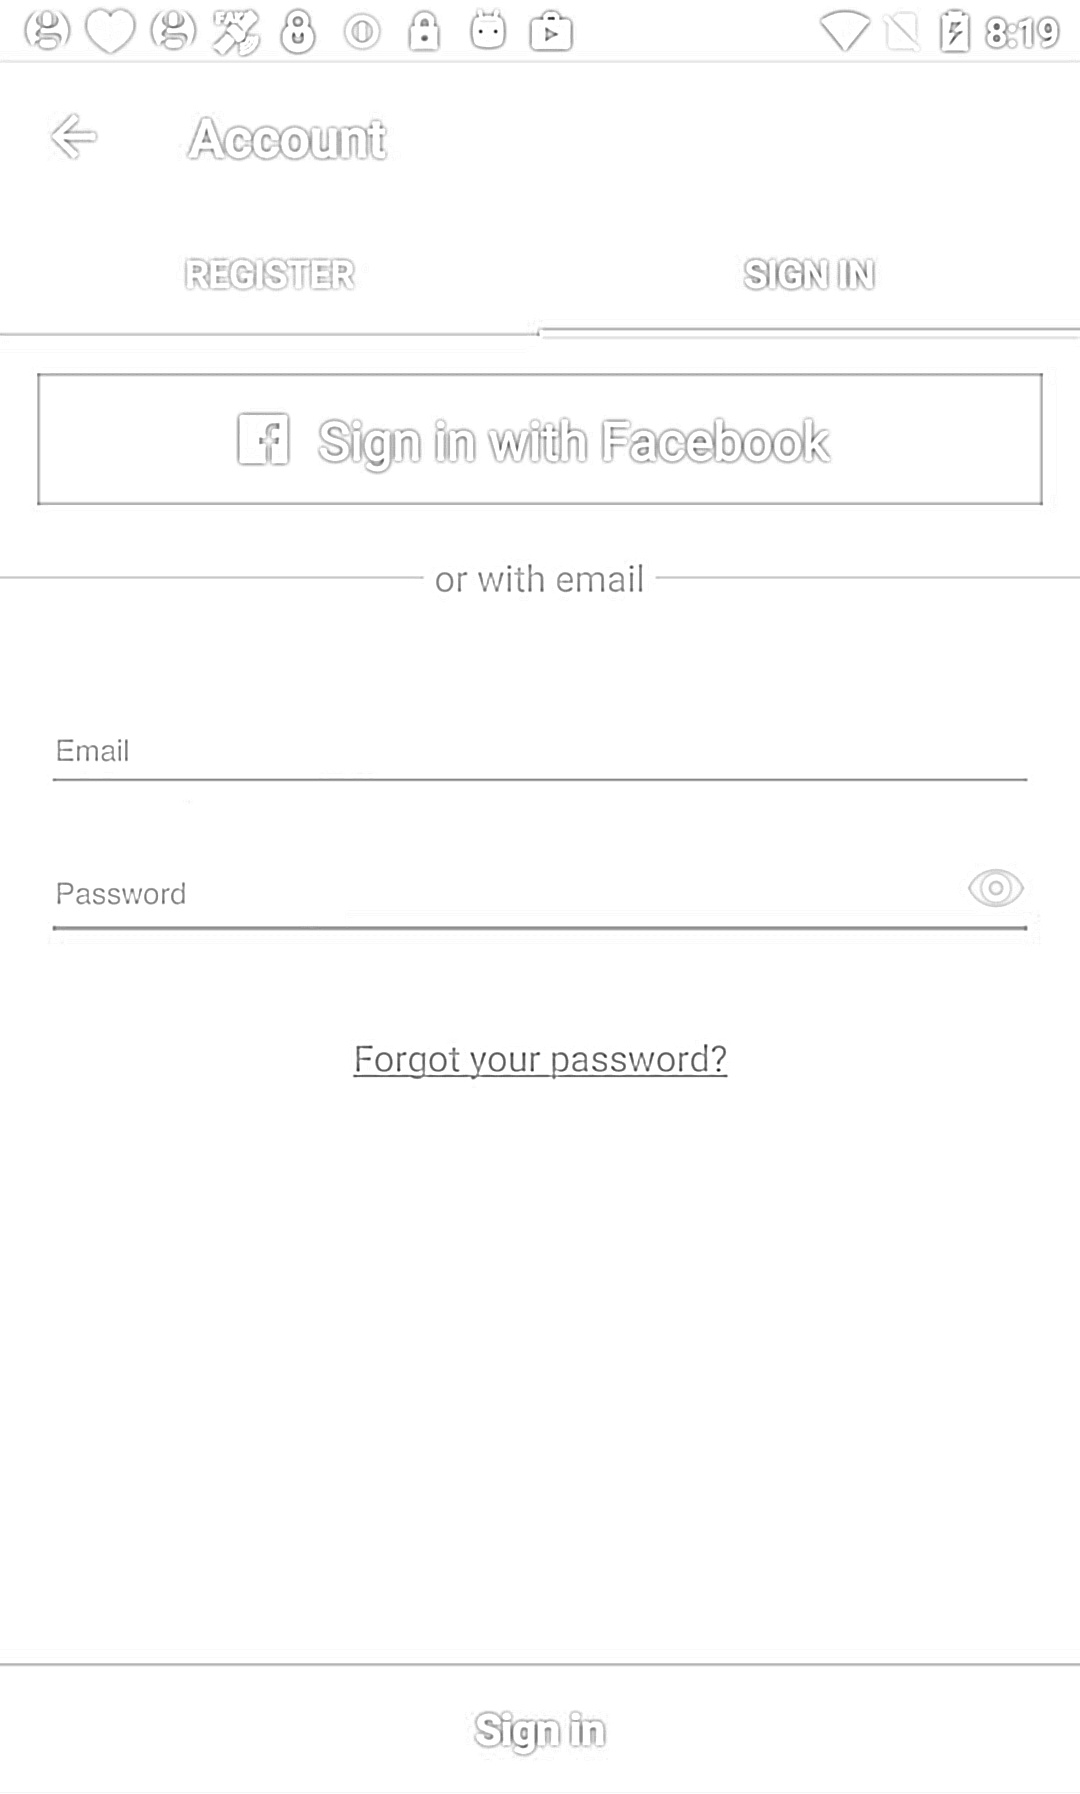 8:19
Account
REGISTER
SIGN IN
Sign in with Facebook
or with email
Email
Password
Forgot your password?
Sign in